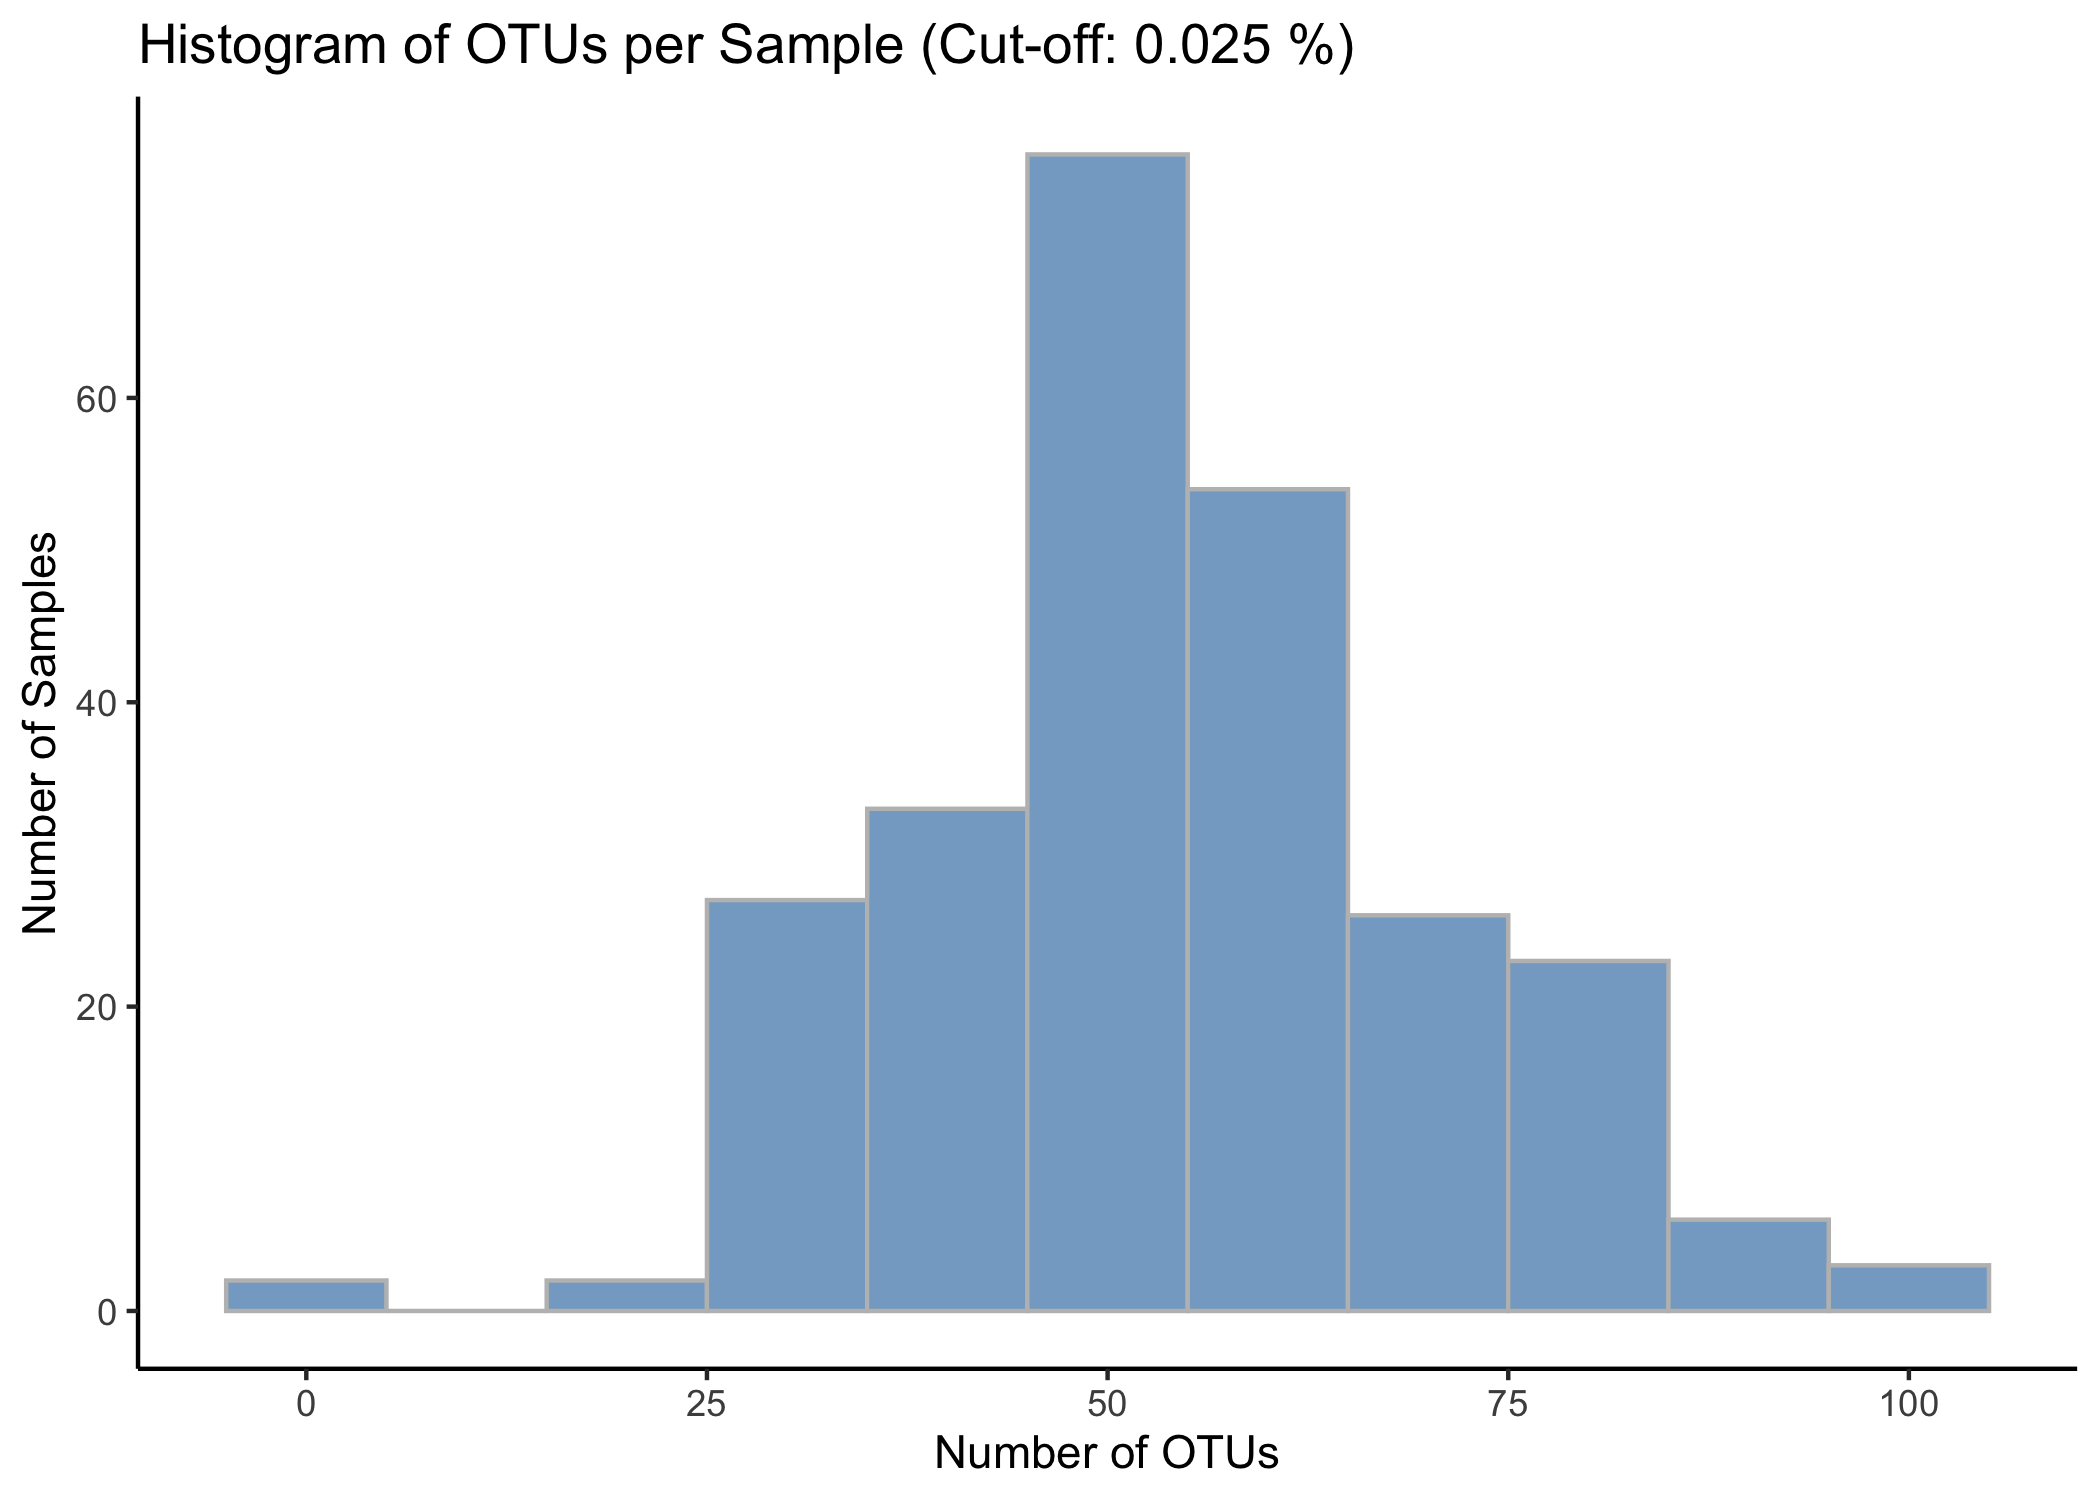 Histogram of OTUs per Sample (Cut-off: 0.025 %)
Number of Samples
60
40
20
0
0 25 50 75 100
Number of OTUs